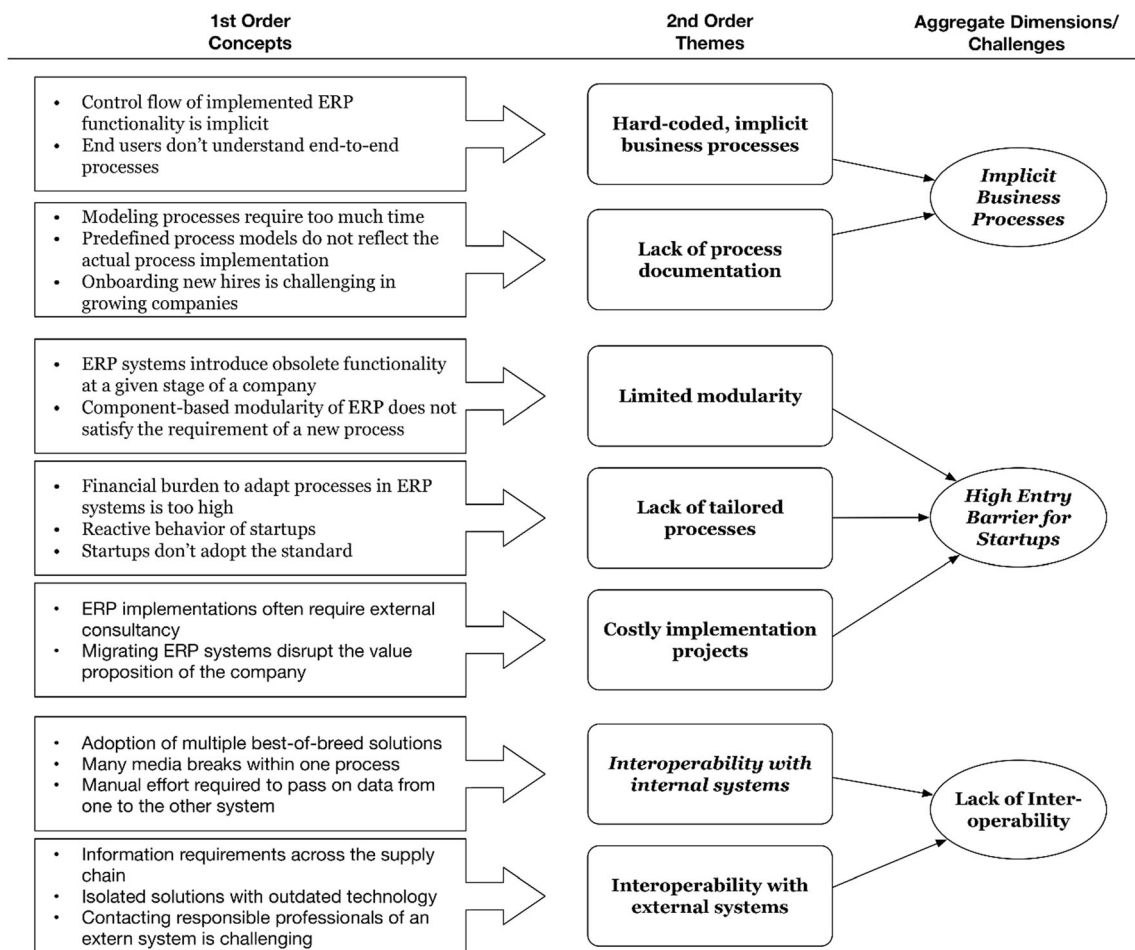 1st Order
Concepts
2nd Order
Themes
Aggregate Dimensions/
Challenges
• Control flow of implemented ERP
functionality is implicit
• End users don’t understand end-to-end
processes
Hard-coded, implicit
business processes
• Modeling processes require too much time
• Predefined process models do not reflect the
actual process implementation
• Onboarding new hires is challenging in
growing companies
Lack of process
documentation
Implicit
Business
Processes
• ERP systems introduce obsolete functionality
at a given stage of a company
• Component-based modularity of ERP does not
satisfy the requirement of a new process
Limited modularity
• Financial burden to adapt processes in ERP
systems is too high
• Reactive behavior of startups
• Startups don’t adopt the standard
Lack of tailored
processes
• ERP implementations often require external
consultancy
• Migrating ERP systems disrupt the value
proposition of the company
Costly implementation
projects
High Entry
Barrier for
Startups
• Adoption of multiple best-of-breed solutions
• Many media breaks within one process
• Manual effort required to pass on data from
one to the other system
Interoperability with
internal systems
• Information requirements across the supply
chain
• Isolated solutions with outdated technology
• Contacting responsible professionals of an
extern system is challenging
Interoperability with
external systems
Lack of Inter-
operability